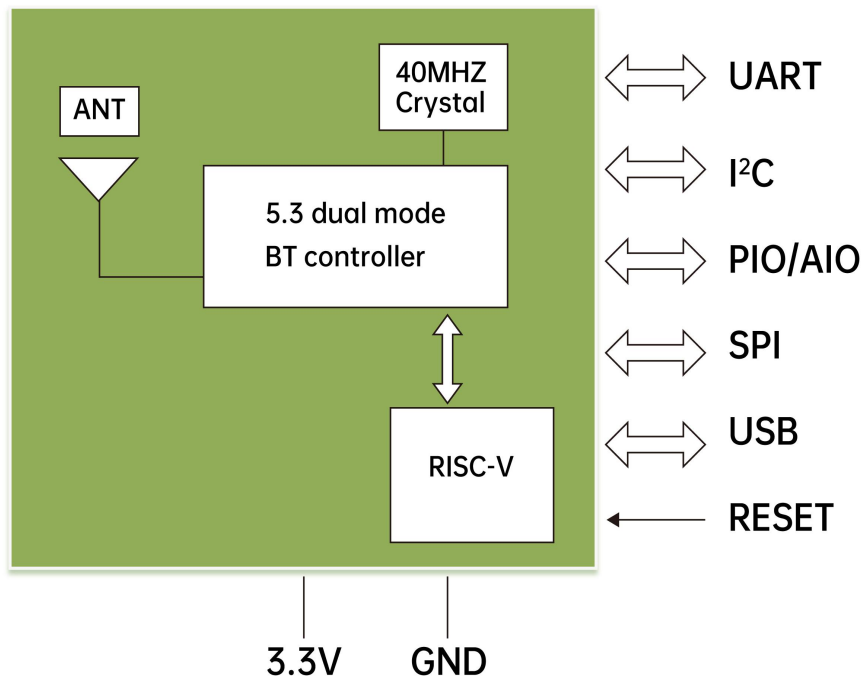 40MHZ
Crystal
ANT
5.3 dual mode
BT controller
RISC-V
UART
I²C
PIO/AIO
SPI
USB
RESET
3.3V
GND